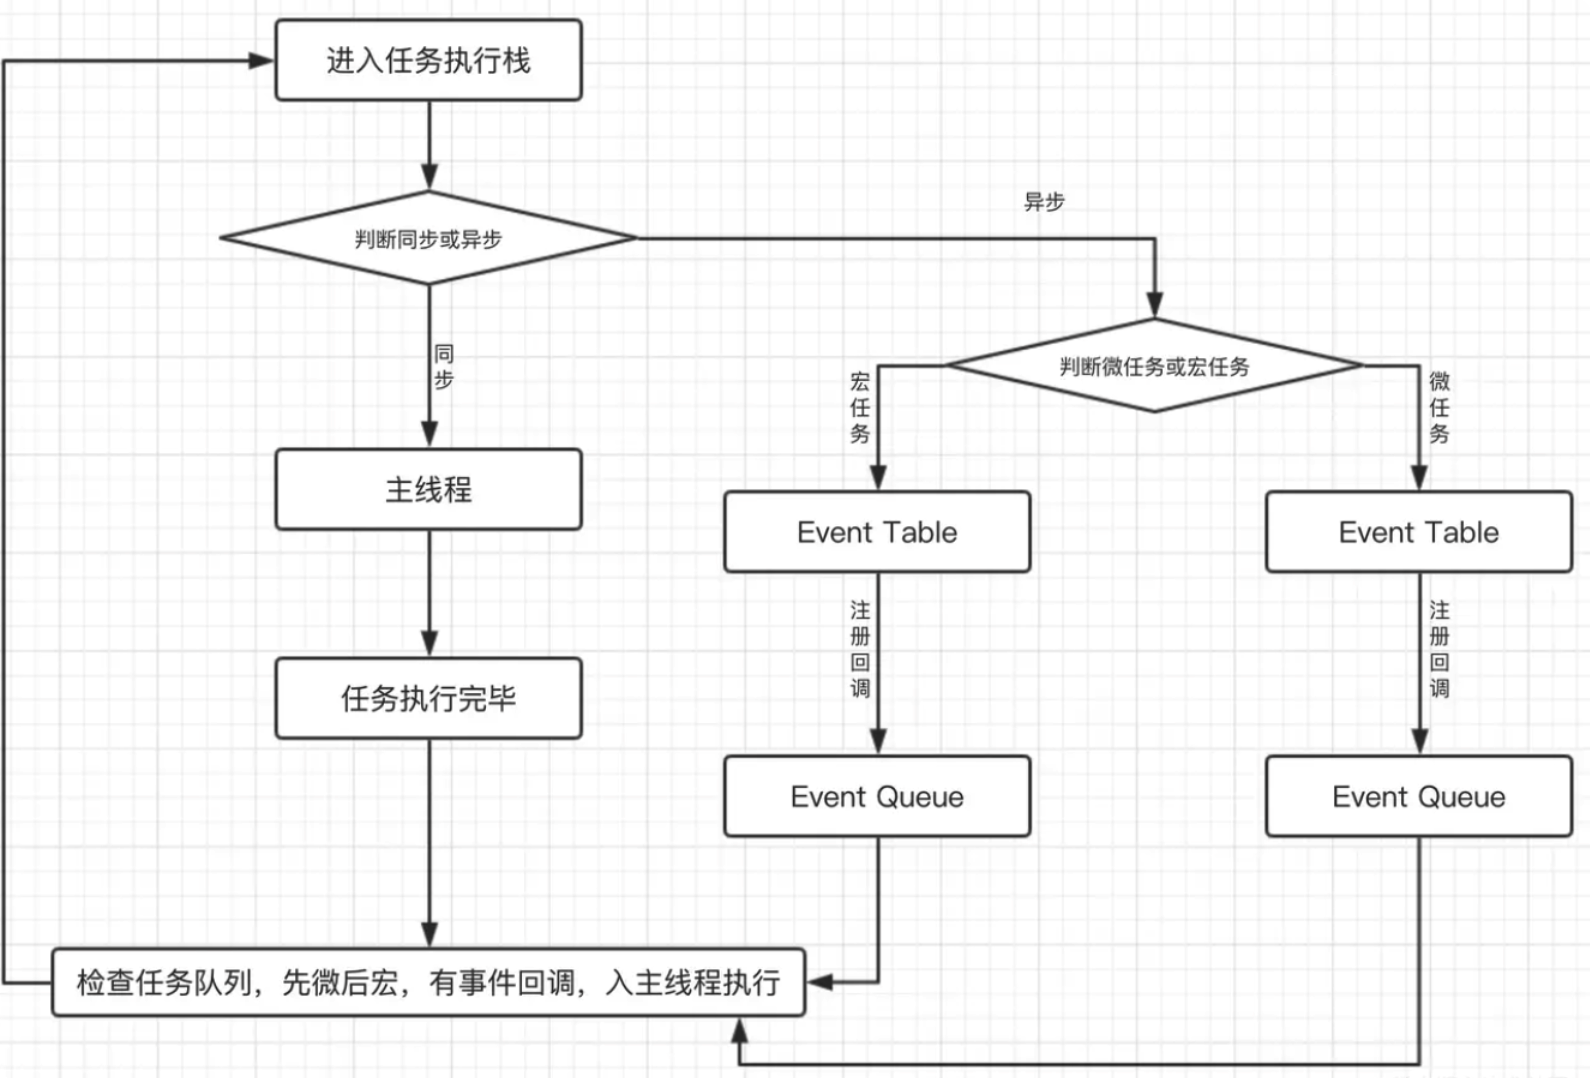 进入任务执行栈
异步
判断同步或异步
同步
判断微任务或宏任务
宏任务
微任务
主线程
Event Table
Event Table
注册回调
注册回调
任务执行完毕
Event Queue
Event Queue
检查任务队列，先微后宏，有事件回调，入主线程执行